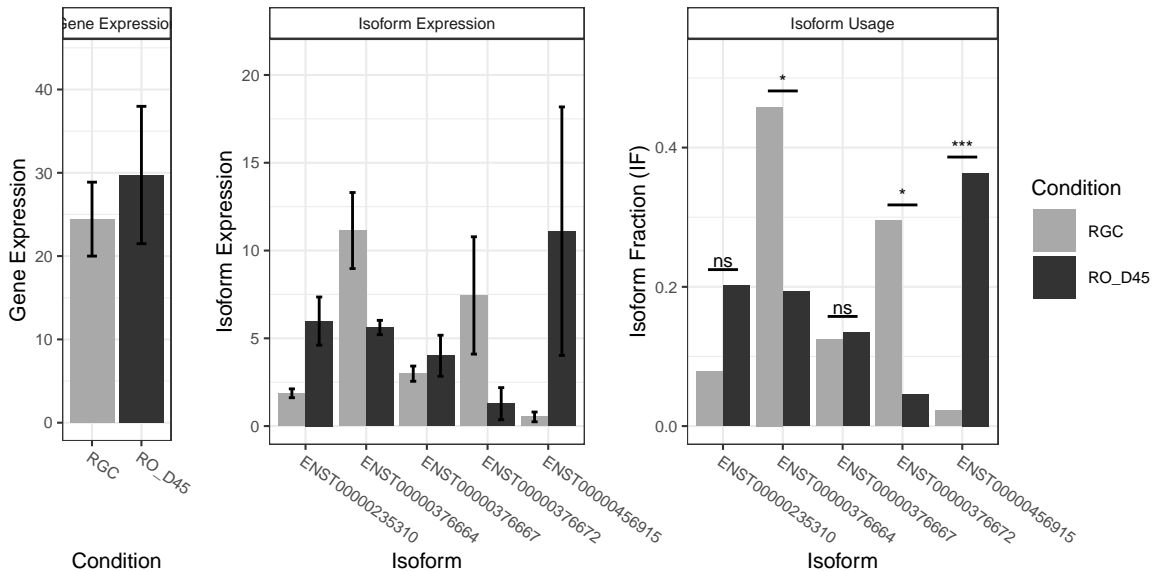 Gene Expression
Isoform Expression
Isoform Usage
Gene Expression
40
30
20
10
0
RGC
RO_D45
Condition
Isoform Expression
20
15
10
5
0
ENST00000235310
ENST00000376664
ENST00000376667
ENST00000376672
ENST00000456915
Isoform
Isoform Fraction (IF)
0.4
0.2
0.0
ns
*
ns
*
***
ENST00000235310
ENST00000376664
ENST00000376667
ENST00000376672
ENST00000456915
Isoform
Condition
RGC
RO_D45